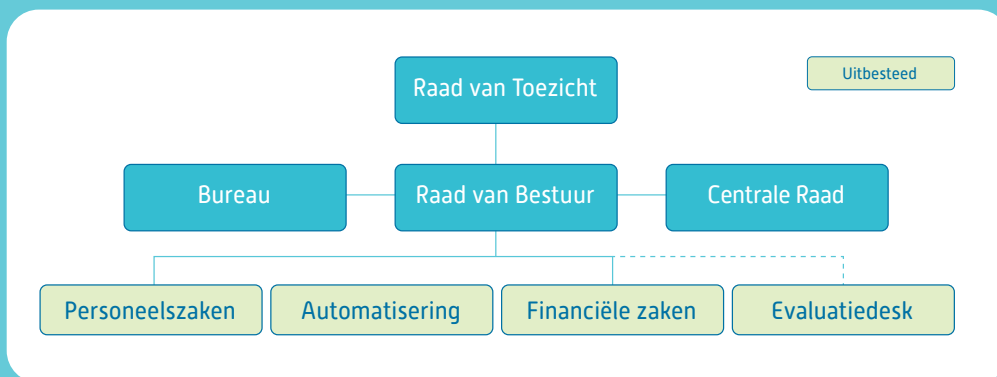 Raad van Toezicht
Uitbesteed
Bureau
Raad van Bestuur
Centrale Raad
Personeelszaken
Automatisering
Financiële zaken
Evaluatiedesk